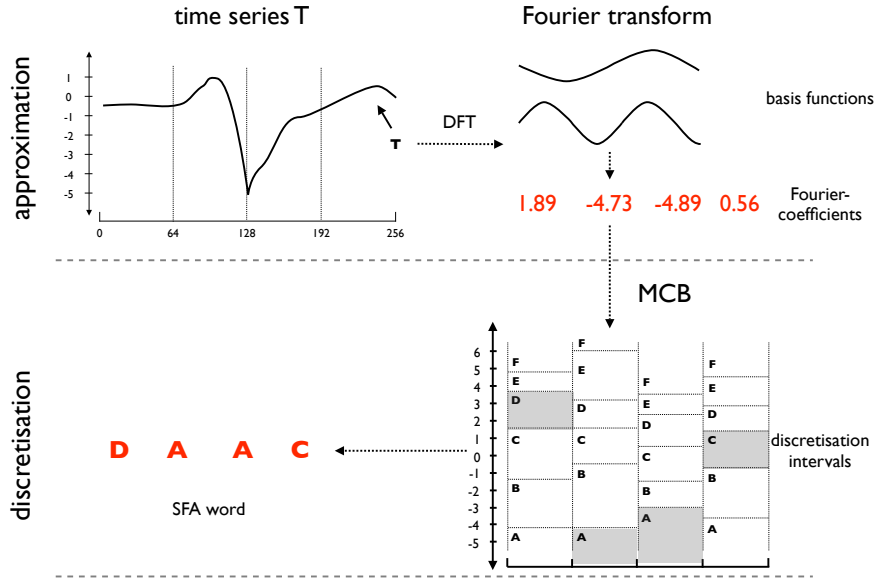 time series T
Fourier transform
approximation
1
0
-1
-2
-3
-4
-5
0 64 128 192 256
T
DFT
basis functions
1.89 -4.73 -4.89 0.56
Fourier-
coefficients
MCB
discretisation
D A A C
SFA word
6
5
4
3
2
1
0
-1
-2
-3
-4
-5
F
E
D
C
B
A
F
E
D
C
B
A
F
E
D
C
B
A
F
E
D
C
B
A
discretisation
intervals